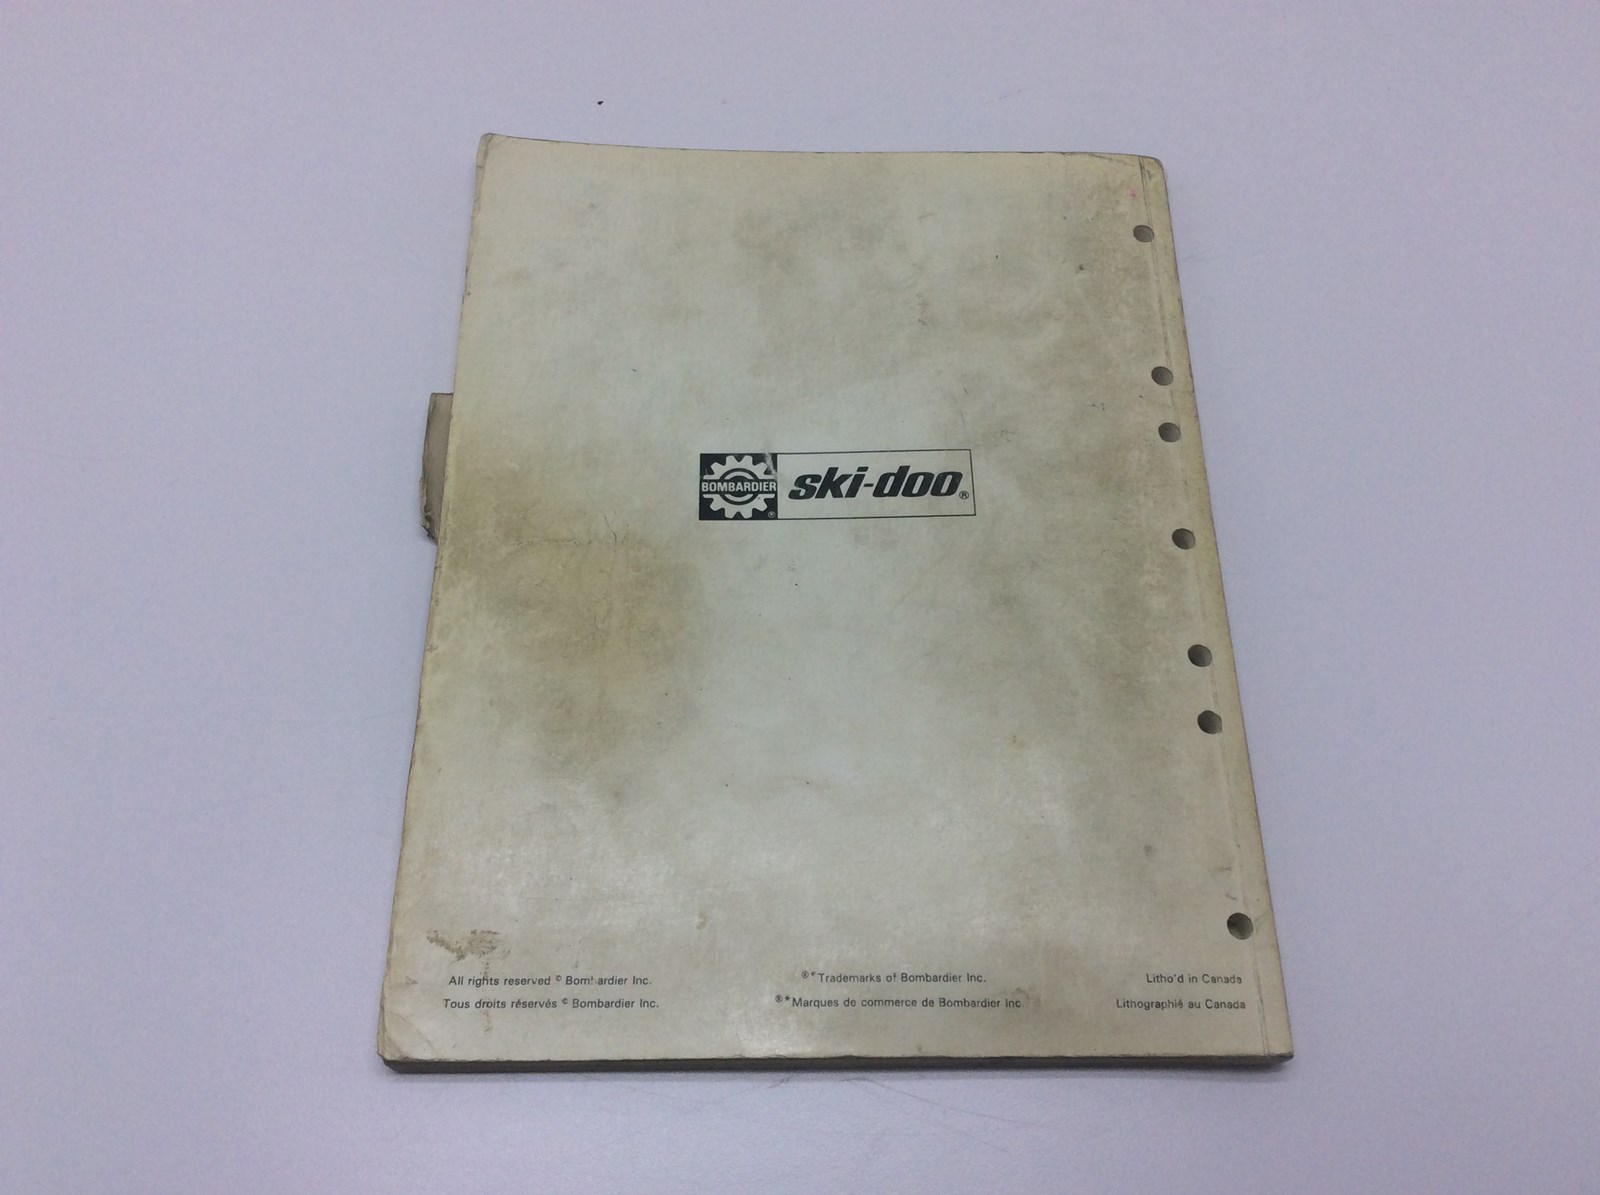 BOMBARDIER
ski-doo®
All rights reserved © Bombardier Inc.
®*Trademarks of Bombardier Inc.
Litho'd in Canada
Tous droits réservés © Bombardier Inc.
®*Marques de commerce de Bombardier Inc
Lithographié au Canada